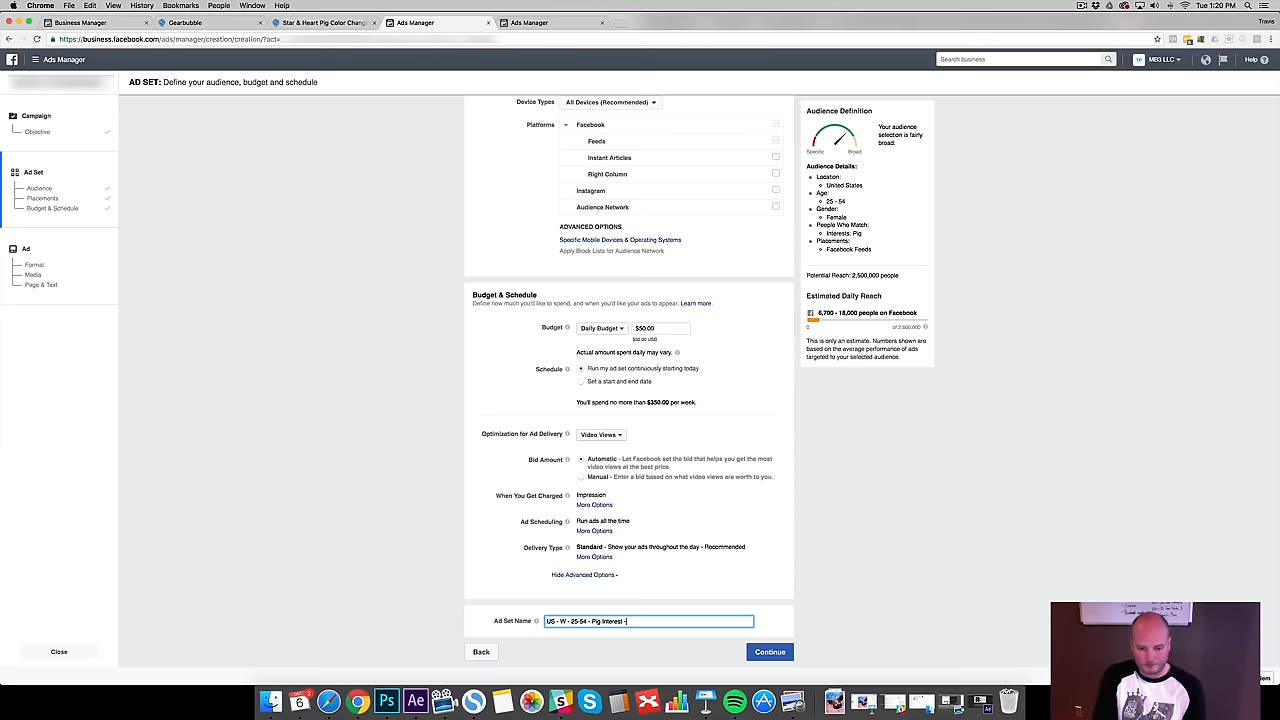 Chrome File Edit View History Bookmarks People Window Help
Tue 1:20 PM
Business Manager
Gearbubble
Star & Heart Pig Color Chang
Ads Manager
Ads Manager
Travis
https://business.facebook.com/ads/manager/creation/creation/?act=
Ads Manager
Search business
TP MB3 LLC
Help
AD SET: Define your audience, budget and schedule
Campaign
Objective
Ad Set
Audience
Placements
Budget & Schedule
Ad
Format
Media
Page & Text
Close
Device Types All Devices (Recommended)
Platforms Facebook
Feeds
Instant Articles
Right Column
Instagram
Audience Network
ADVANCED OPTIONS
Specific Mobile Devices & Operating Systems
Apply Block Lists for Audience Network
Budget & Schedule
Define how much you'd like to spend, and when you'd like your ads to appear. Learn more.
Budget Daily Budget $50.00
$50.00 USD
Actual amount spent daily may vary.
Schedule Run my ad set continuously starting today
Set a start and end date
You'll spend no more than $350.00 per week.
Optimization for Ad Delivery Video Views
Bid Amount Automatic - Let Facebook set the bid that helps you get the most
video views at the best price.
Manual - Enter a bid based on what video views are worth to you.
When You Get Charged Impression
More Options
Ad Scheduling Run ads all the time
More Options
Delivery Type Standard - Show your ads throughout the day - Recommended
More Options
Hide Advanced Options
Ad Set Name US - W - 25-54 - Pig Interest -
Back
Continue
Audience Definition
Specific Broad
Your audience
selection is fairly
broad.
Audience Details:
Location:
United States
Age:
25 - 54
Gender:
Female
People Who Match:
Interests: Pig
Placements:
Facebook Feeds
Potential Reach: 2,500,000 people
Estimated Daily Reach
6,700 - 18,000 people on Facebook
0 of 2,500,000
This is only an estimate. Numbers shown are
based on the average performance of ads
targeted to your selected audience.
DEC
6
Ps
Ae